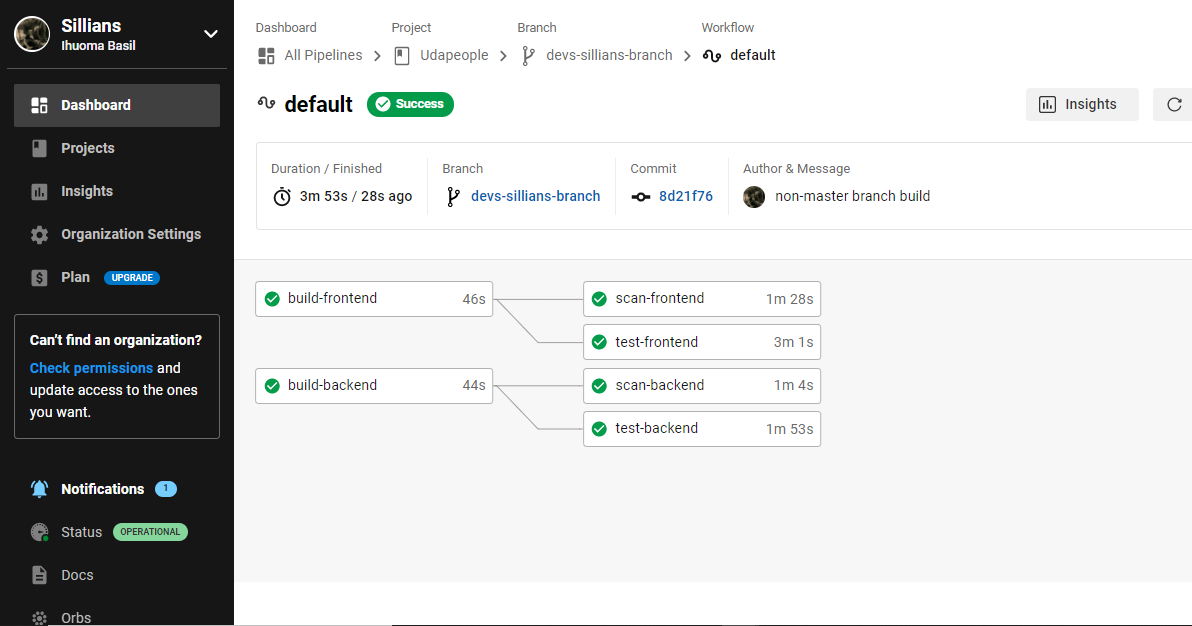 Sillians
Ihuoma Basil
Dashboard
Projects
Insights
Organization Settings
Plan UPGRADE
Can't find an organization?
Check permissions and
update access to the ones
you want.
Notifications 1
Status OPERATIONAL
Docs
Orbs
Dashboard Project Branch Workflow
All Pipelines Udapeople devs-sillians-branch default
default Success
Insights
Duration / Finished Branch Commit Author & Message
3m 53s / 28s ago devs-sillians-branch 8d21f76 non-master branch build
build-frontend 46s scan-frontend 1m 28s
test-frontend 3m 1s
build-backend 44s scan-backend 1m 4s
test-backend 1m 53s